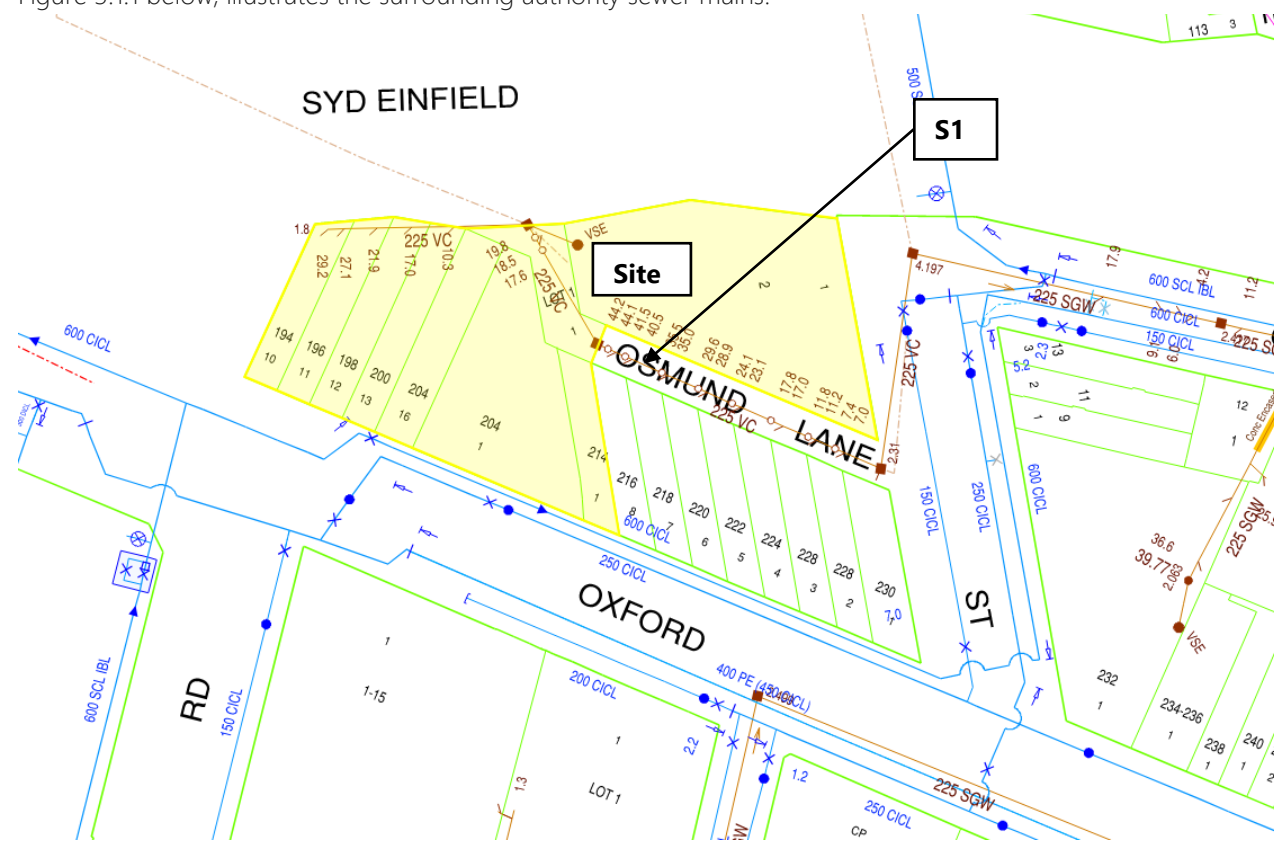 Figure 3.1.1 below, illustrates the surrounding authority sewer mains.
113
3
SYD EINFIELD
S1
1.8
225 VC
VSE
29.2
27.1
21.9
17.0
10.3
19.8
18.5
17.6
Site
2
1
1
1
4.197
17.9
11.2
600 SCL IBL
225 SGW
600 CICL
150 CICL
600 CICL
44.2
44.1
41.5
40.5
35.0
29.6
28.9
24.1
23.1
17.8
17.0
11.8
11.2
7.4
7.0
OSMUND
LANE
225 VC
225 VC
2.31
5.2
2.3
3
13
2
11
1
9
12
1
Conc Encase
194
10
196
11
198
12
200
13
204
16
204
1
214
1
216
8
218
7
220
6
222
5
224
4
228
3
228
2
230
7.0
150 CICL
250 CICL
600 CICL
225 SGW
36.6
39.77
2.063
VSE
600 CICL
250 CICL
OXFORD
ST
RD
600 SCL IBL
150 CICL
1
1-15
200 CICL
400 PE (450 CICL)
2.2
1.2
1.3
1
LOT 1
225 SGW
250 CICL
CP
232
1
234-236
1
238
1
240